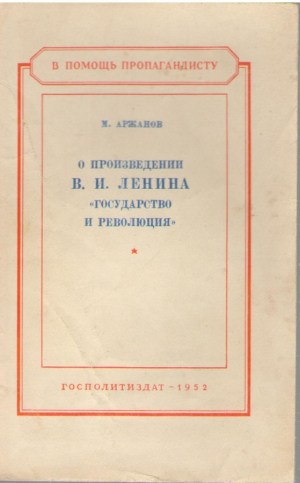 В ПОМОЩЬ ПРОПАГАНДИСТУ
М. АРЖАНОВ
О ПРОИЗВЕДЕНИИ
В. И. ЛЕНИНА
«ГОСУДАРСТВО
И РЕВОЛЮЦИЯ»
ГОСПОЛИТИЗДАТ - 1952